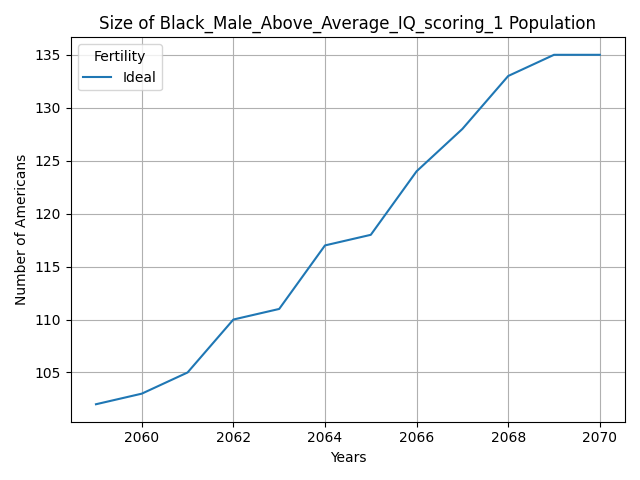 Size of Black_Male_Above_Average_IQ_scoring_1 Population
Fertility
Ideal
Number of Americans
135
130
125
120
115
110
105
2060 2062 2064 2066 2068 2070
Years